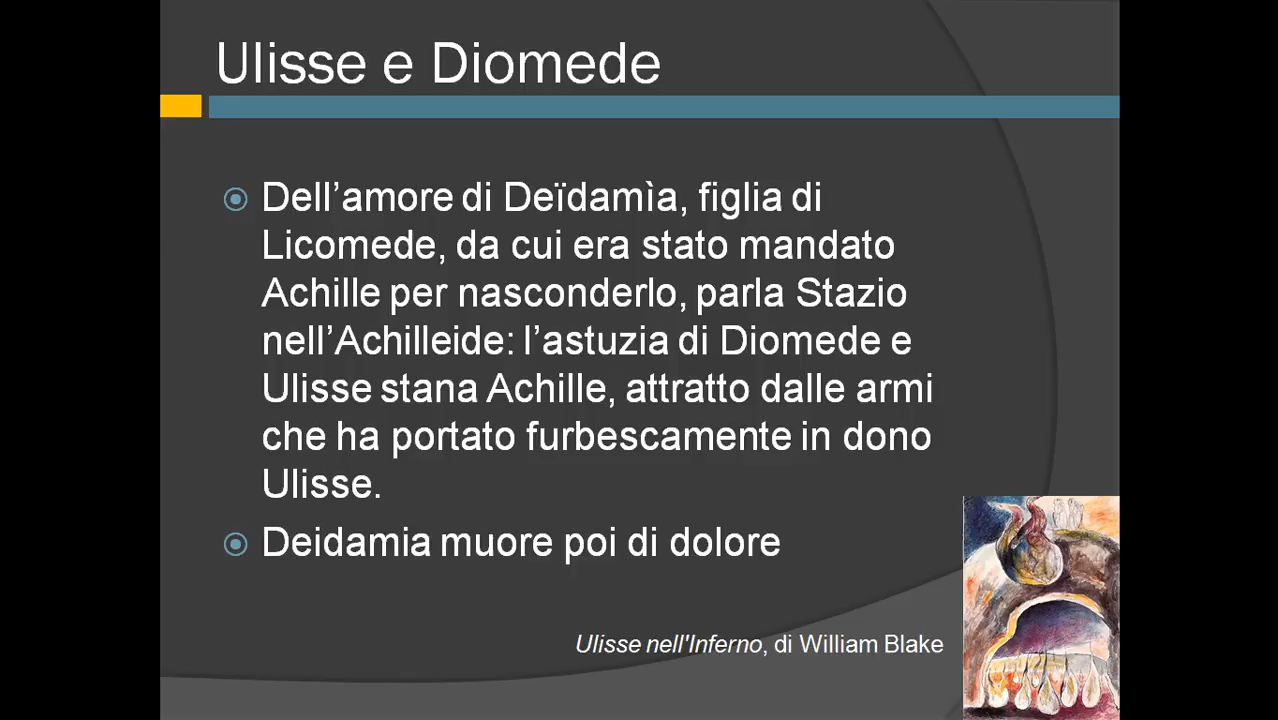 Ulisse e Diomede
Dell’amore di Deïdamìa, figlia di
Licomede, da cui era stato mandato
Achille per nasconderlo, parla Stazio
nell’Achilleide: l’astuzia di Diomede e
Ulisse stana Achille, attratto dalle armi
che ha portato furbescamente in dono
Ulisse.
Deidamia muore poi di dolore
Ulisse nell'Inferno, di William Blake